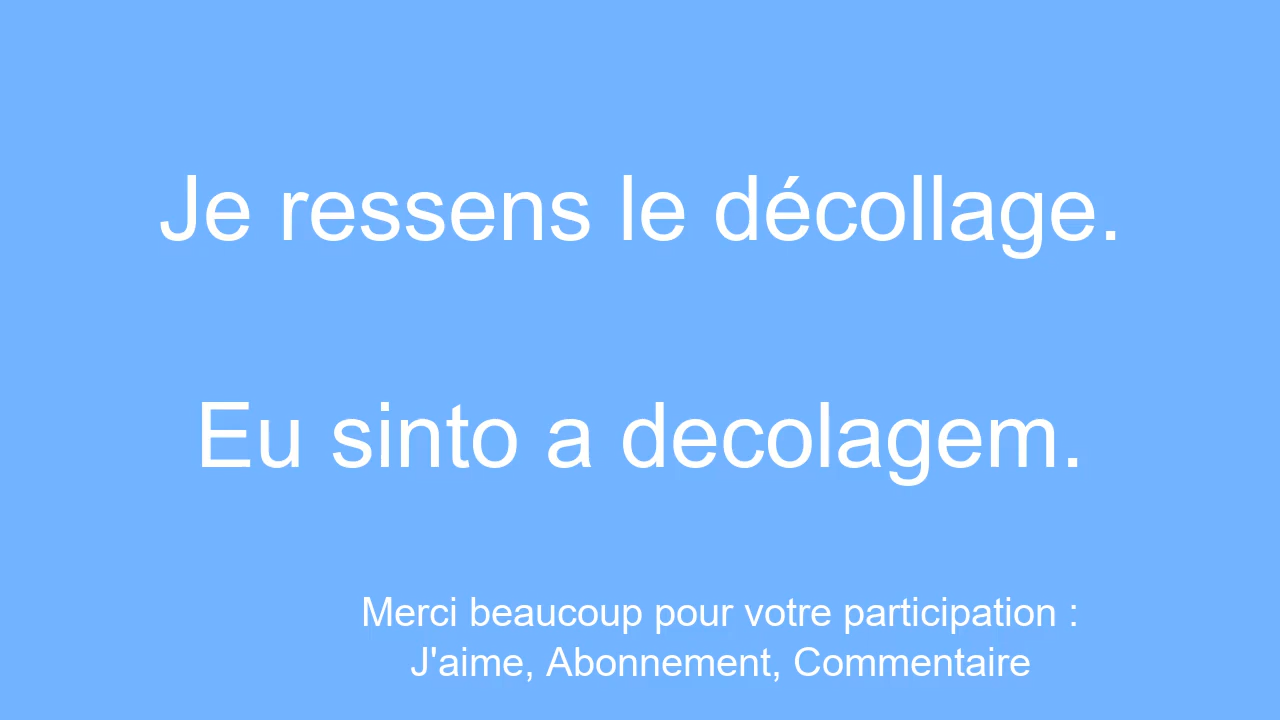 Je ressens le décollage.
Eu sinto a decolagem.
Merci beaucoup pour votre participation :
J'aime, Abonnement, Commentaire